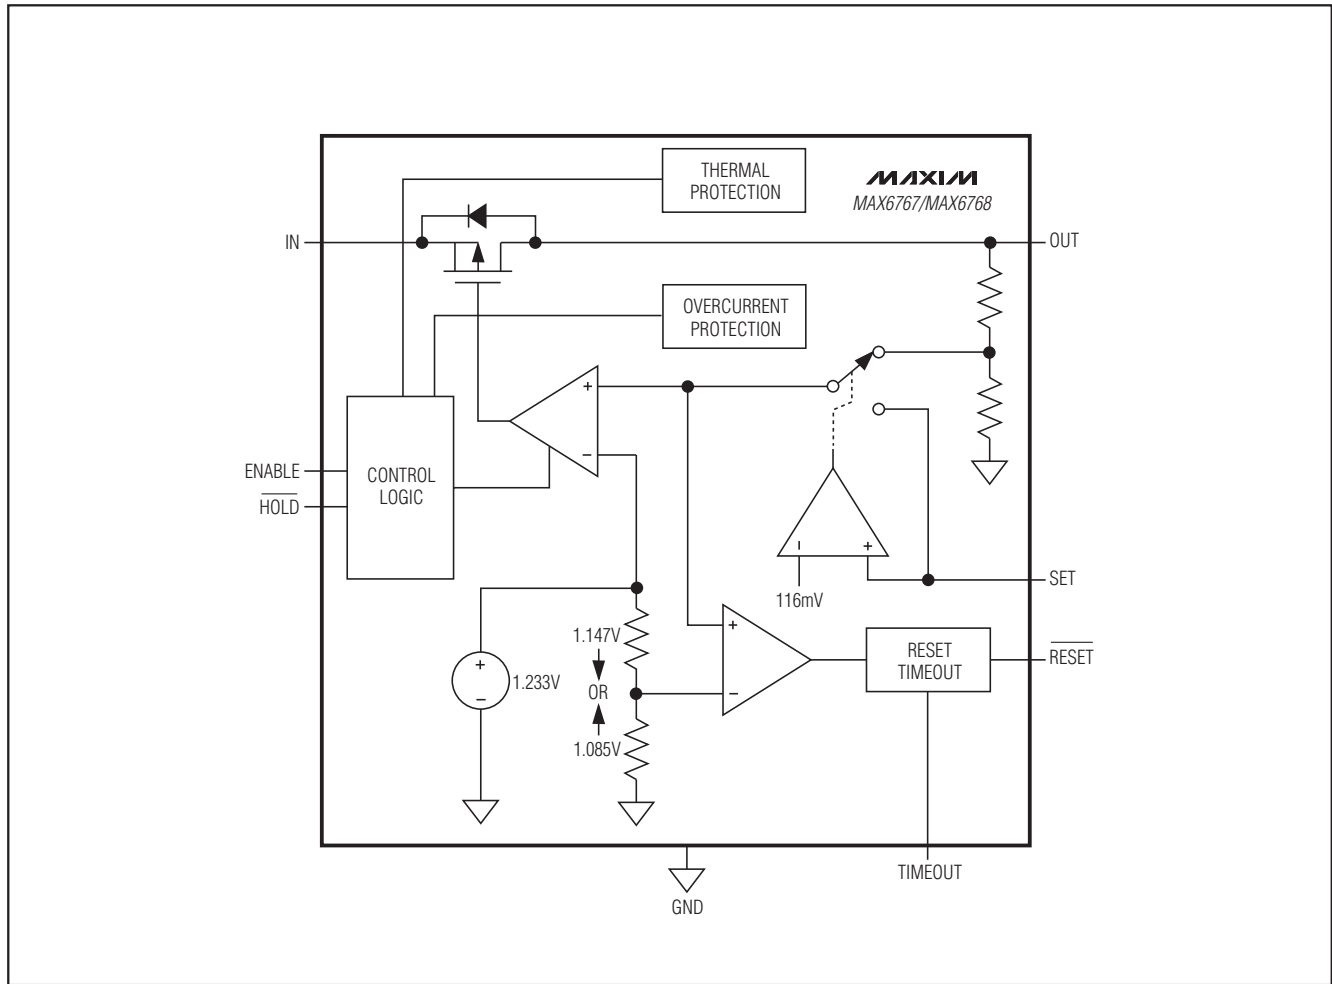 THERMAL
PROTECTION
MAXIM
MAX6767/MAX6768
IN
OUT
OVERCURRENT
PROTECTION
+
−
ENABLE
HOLD
CONTROL
LOGIC
−
+
116mV
SET
1.147V
+
−
1.233V
OR
1.085V
+
−
RESET
TIMEOUT
RESET
TIMEOUT
GND